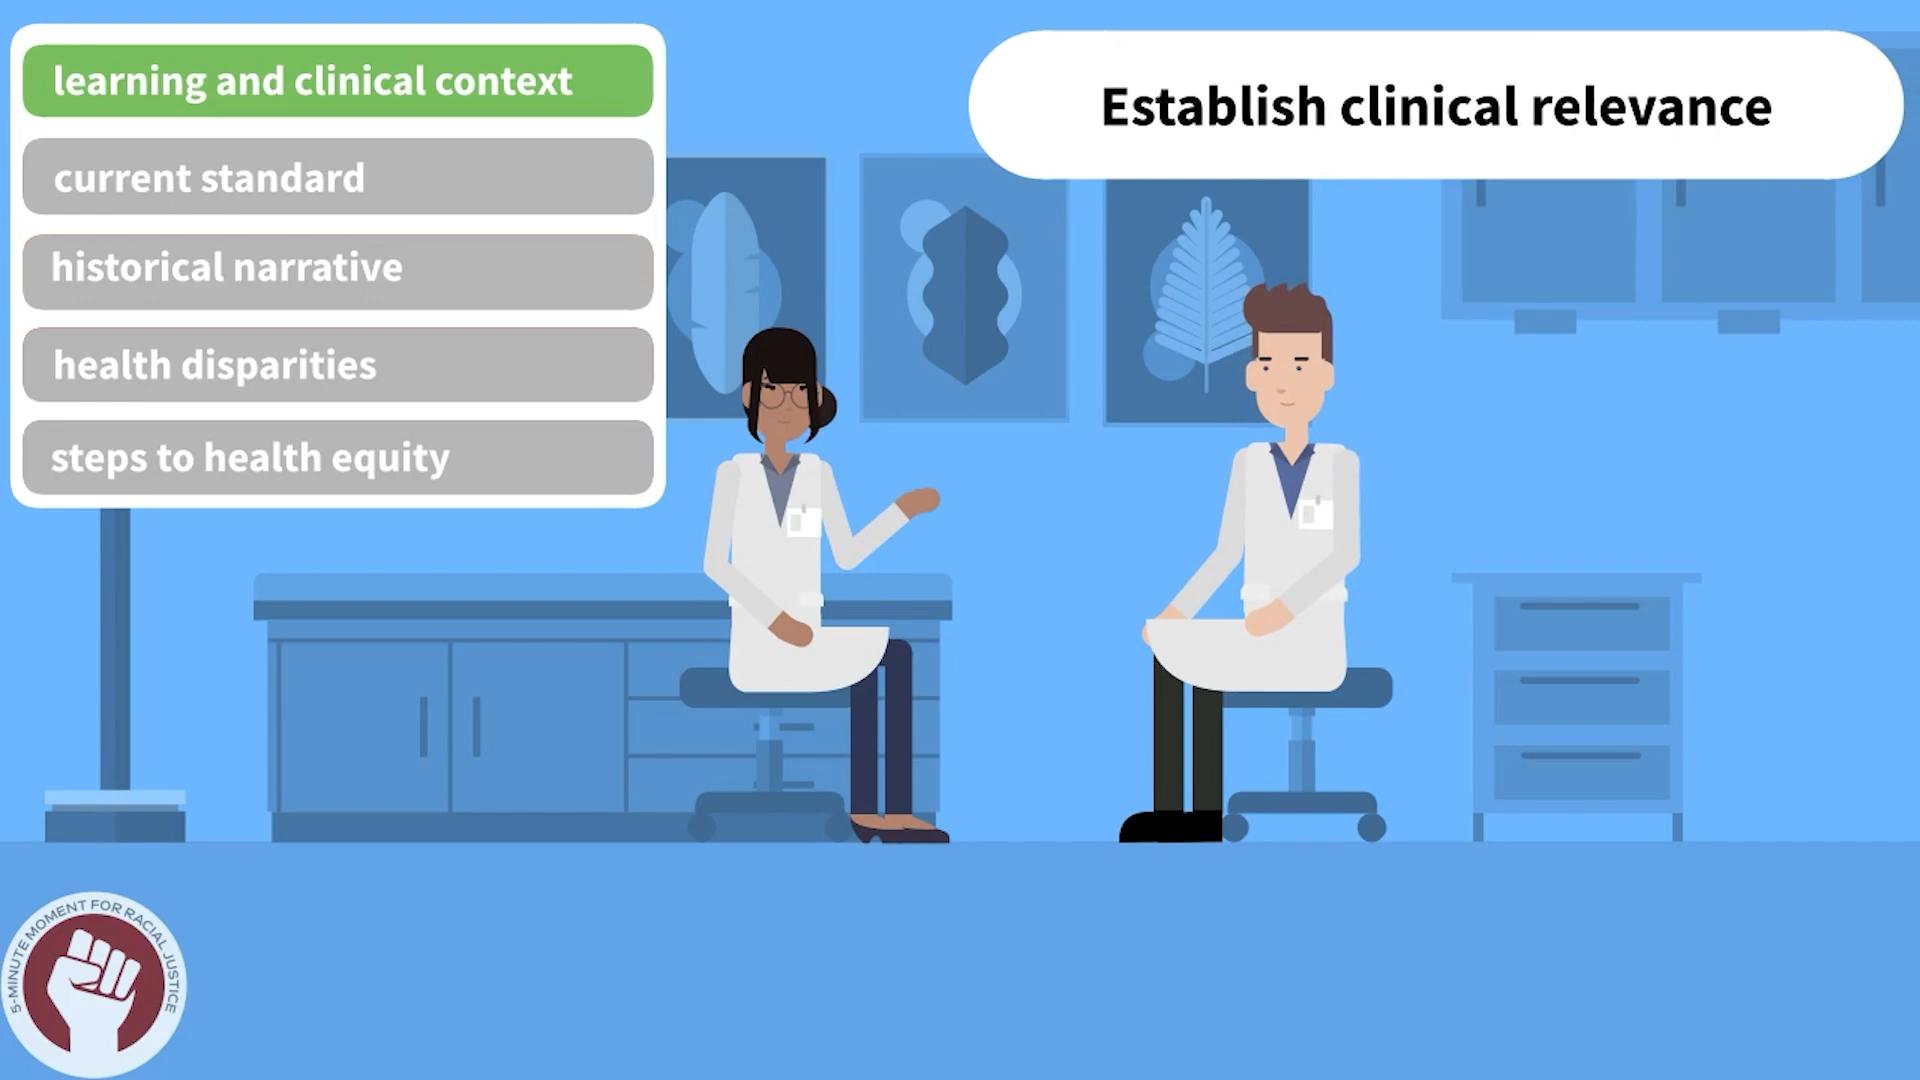 learning and clinical context
current standard
historical narrative
health disparities
steps to health equity
Establish clinical relevance
5-MINUTE MOMENT FOR RACIAL JUSTICE